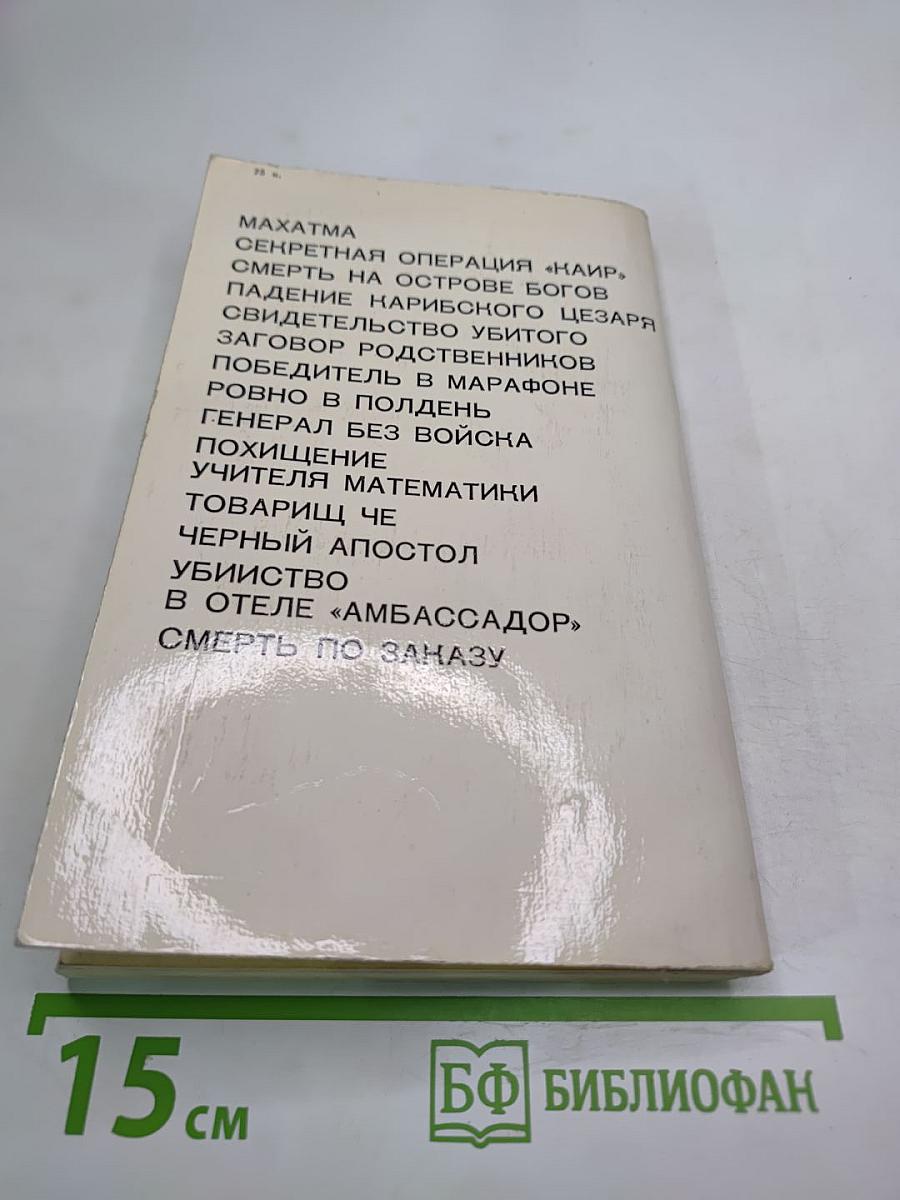 МАХАТМА
СЕКРЕТНАЯ ОПЕРАЦИЯ «КАИР»
СМЕРТЬ НА ОСТРОВЕ БОГОВ
ПАДЕНИЕ КАРИБСКОГО ЦЕЗАРЯ
СВИДЕТЕЛЬСТВО УБИТОГО
ЗАГОВОР РОДСТВЕННИКОВ
ПОБЕДИТЕЛЬ В МАРАФОНЕ
РОВНО В ПОЛДЕНЬ
ГЕНЕРАЛ БЕЗ ВОЙСКА
ПОХИЩЕНИЕ
УЧИТЕЛЯ МАТЕМАТИКИ
ТОВАРИЩ ЧЕ
ЧЕРНЫЙ АПОСТОЛ
УБИЙСТВО
В ОТЕЛЕ «АМБАССАДОР»
СМЕРТЬ ПО ЗАКАЗУ
15 см
БФ БИБЛИОФАН